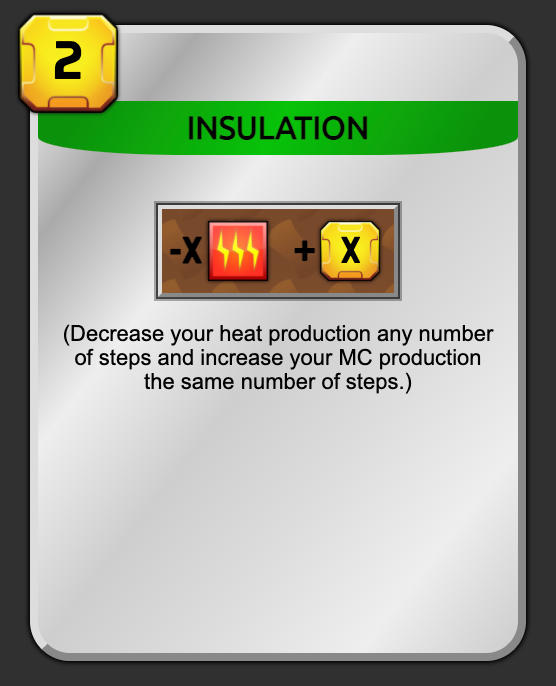 2
INSULATION
-X + X
(Decrease your heat production any number
of steps and increase your MC production
the same number of steps.)